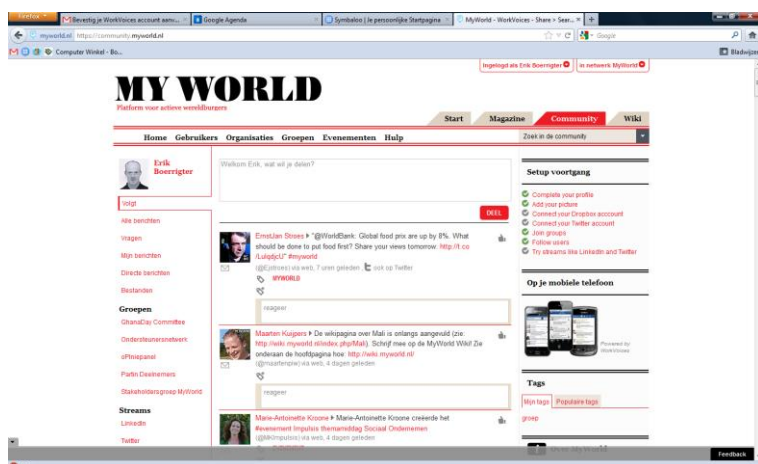 Firefox
Bevestig je WorkVoices account aanv...
Google Agenda
Symbaloo | Je persoonlijke Startpagina
MyWorld - WorkVoices - Share > Sear...
myworld.nl https://community.myworld.nl
Google
Computer Winkel - Bo...
Bladwijzer
Ingelogd als Erik Boerrigter
in netwerk MyWorld
MY WORLD
Platform voor actieve wereldburgers
Start Magazine Community Wiki
Home Gebruikers Organisaties Groepen Evenementen Hulp
Zoek in de community
Erik
Boerrigter
Volgt
Alle berichten
Vragen
Mijn berichten
Directe berichten
Bestanden
Groepen
GhanaDay Committee
Ondersteunersnetwerk
oPiniepanel
Partin Deelnemers
Stakeholdersgroep MyWorld
Streams
LinkedIn
Twitter
Welkom Erik, wat wil je delen?
DEEL
ErnstJan Stroes "@WorldBank: Global food prix are up by 8%. What
should be done to put food first? Share your views tomorrow. http://t.co
#myworld
(@Ejstroes) via web, 7 uren geleden, ook op Twitter
MYWORLD
reageer
Maarten Kuijpers De wikipagina over Mali is onlangs aangevuld (zie:
http://wiki.myworld.nl/index.php/Mali). Schrijf mee op de MyWorld Wiki! Zie
onderaan de hoofdpagina hoe: http://wiki.myworld.nl/
(@maartenpiw) via web, 4 dagen geleden
reageer
Marie-Antoinette Kroone Marie-Antoinette Kroone creëerde het
#evenement Impulsis themamiddag Sociaal Ondernemen
(@MKImpulsis) via web, 4 dagen geleden
Setup voortgang
Complete your profile
Add your picture
Connect your Dropbox acccount
Connect your Twitter account
Join groups
Follow users
Try streams like LinkedIn and Twitter
Op je mobiele telefoon
Powered by
WorkVoices
Tags
Mijn tags Populaire tags
groep
Over MyWorld
Feedback